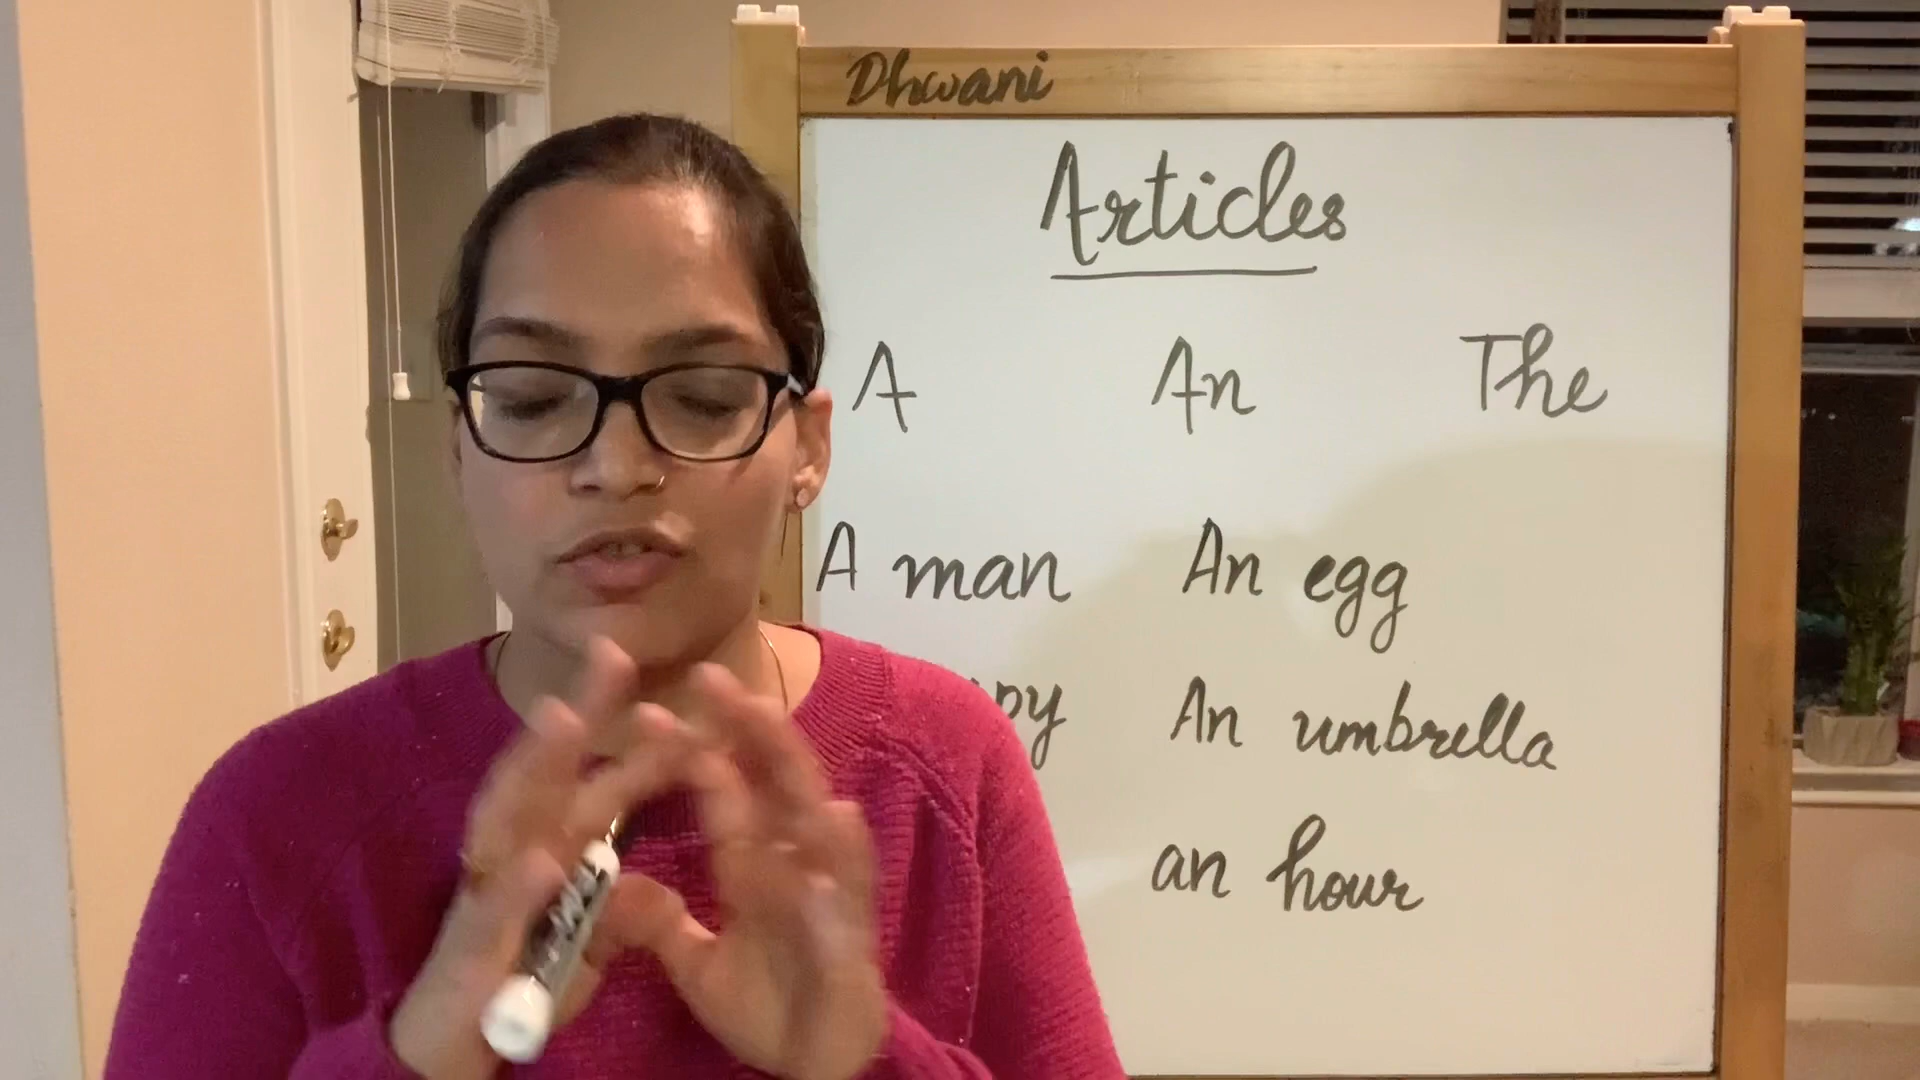 Dhwani
Articles
A An The
A man An egg
An umbrella
an hour